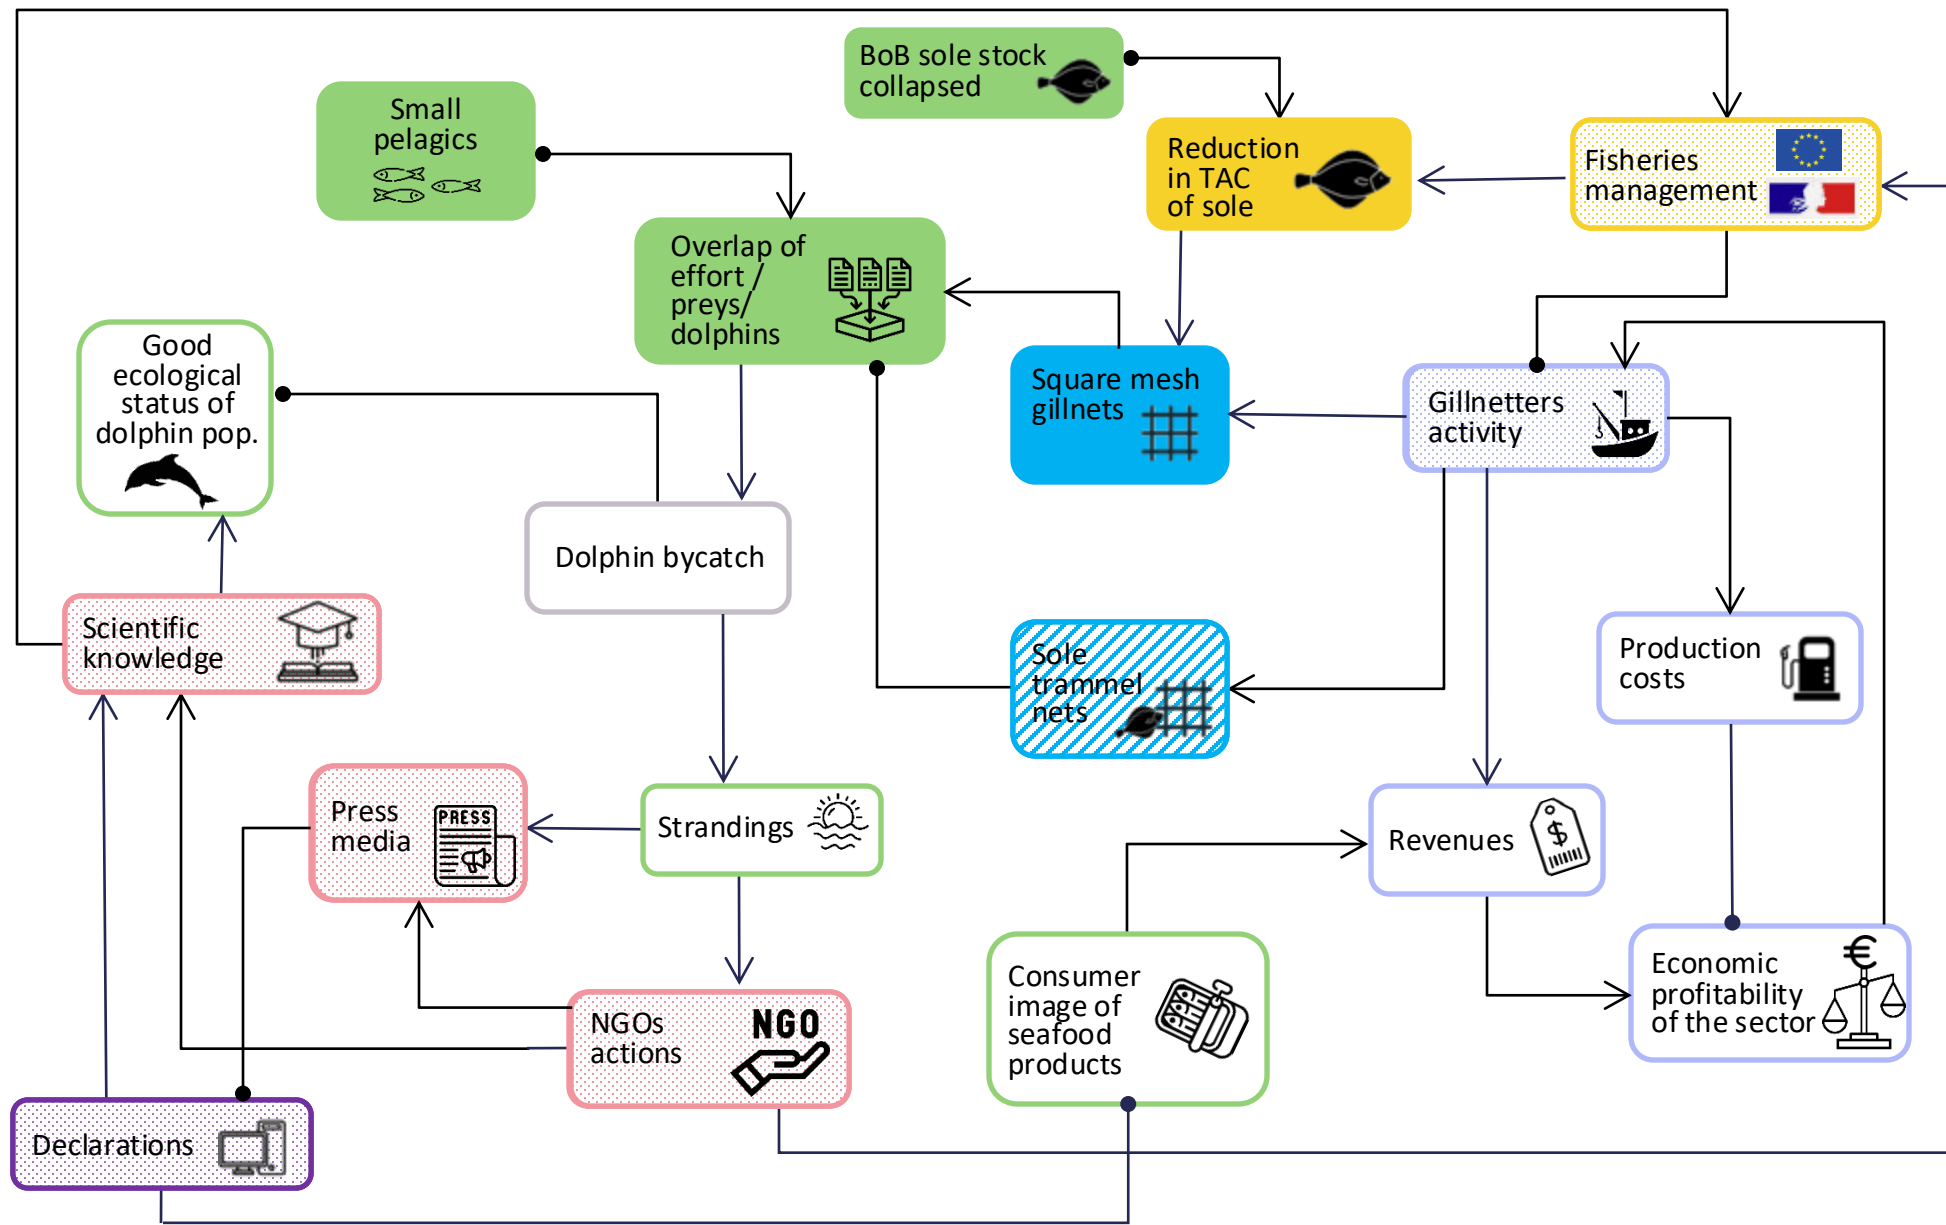 BoB sole stock
collapsed
Small
pelagics
Reduction
in TAC
of sole
Fisheries
management
Overlap of
effort /
preys/
dolphins
Good
ecological
status of
dolphin pop.
Square mesh
gillnets
Gillnetters
activity
Dolphin bycatch
Scientific
knowledge
Sole
trammel
nets
Production
costs
Press
media
PRESS
Strandings
Revenues
$
Consumer
image of
seafood
products
Economic
profitability
of the sector
€
NGOs
actions
NGO
Declarations